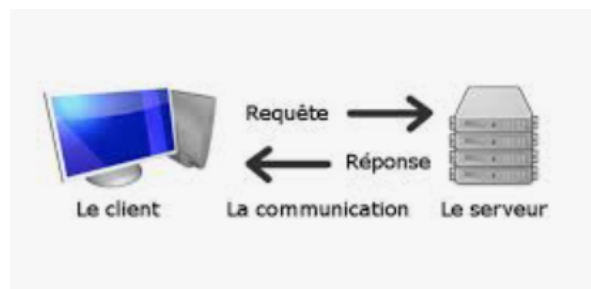 Requête
Réponse
Le client
La communication
Le serveur